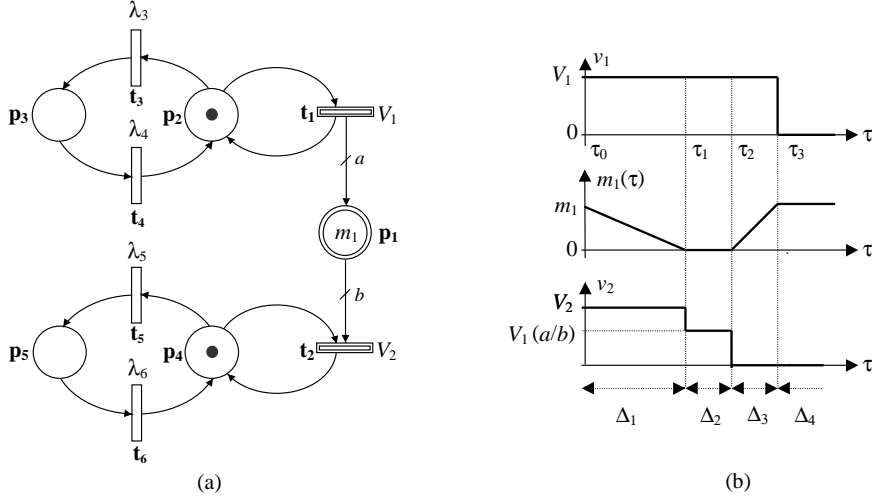 λ3
t3
p3
λ4
t4
p2
t1 V1
a
m1 p1
b
λ5
t5
p5
λ6
t6
p4
t2 V2
(a)
v1
V1
0
τ0 τ1 τ2 τ3 τ
m1(τ)
m1
0 τ
v2
V2
V1(a/b)
τ
Δ1 Δ2 Δ3 Δ4
(b)